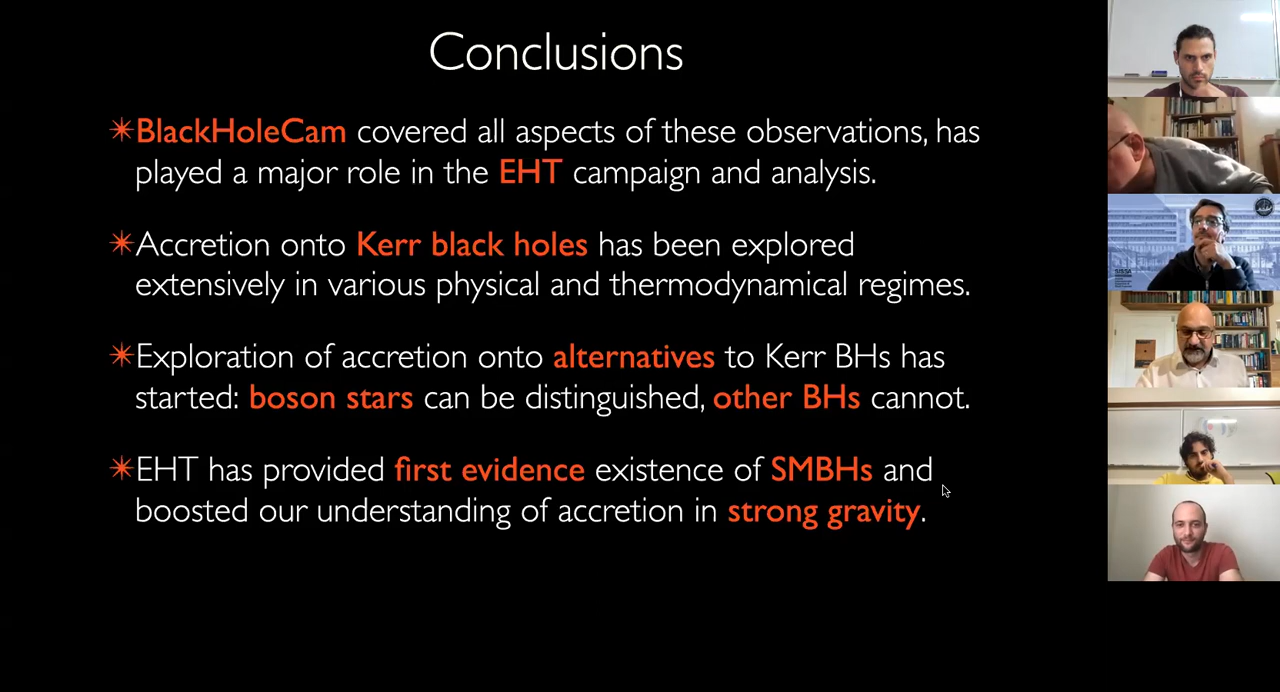 Conclusions
✴BlackHoleCam covered all aspects of these observations, has
played a major role in the EHT campaign and analysis.
✴Accretion onto Kerr black holes has been explored
extensively in various physical and thermodynamical regimes.
✴Exploration of accretion onto alternatives to Kerr BHs has
started: boson stars can be distinguished, other BHs cannot.
✴EHT has provided first evidence existence of SMBHs and
boosted our understanding of accretion in strong gravity.